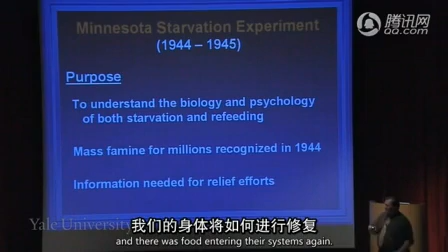 腾讯网
QQ.com
Minnesota Starvation Experiment
(1944 – 1945)
Purpose
To understand the biology and psychology
of both starvation and refeeding
Mass famine for millions recognized in 1944
Information needed for relief efforts
Yale University
我们的身体将如何进行修复
and there was food entering their systems again.